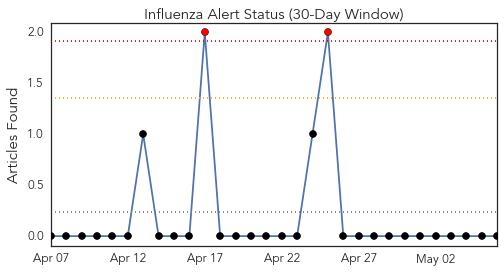 Influenza Alert Status (30-Day Window)
Articles Found
2.0
1.5
1.0
0.5
0.0
Apr 07 Apr 12 Apr 17 Apr 22 Apr 27 May 02